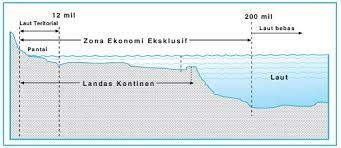 12 mil
200 mil
Laut Teritorial
Laut bebas
Zona Ekonomi Eksklusif
Pantai
Landas Kontinen
Laut